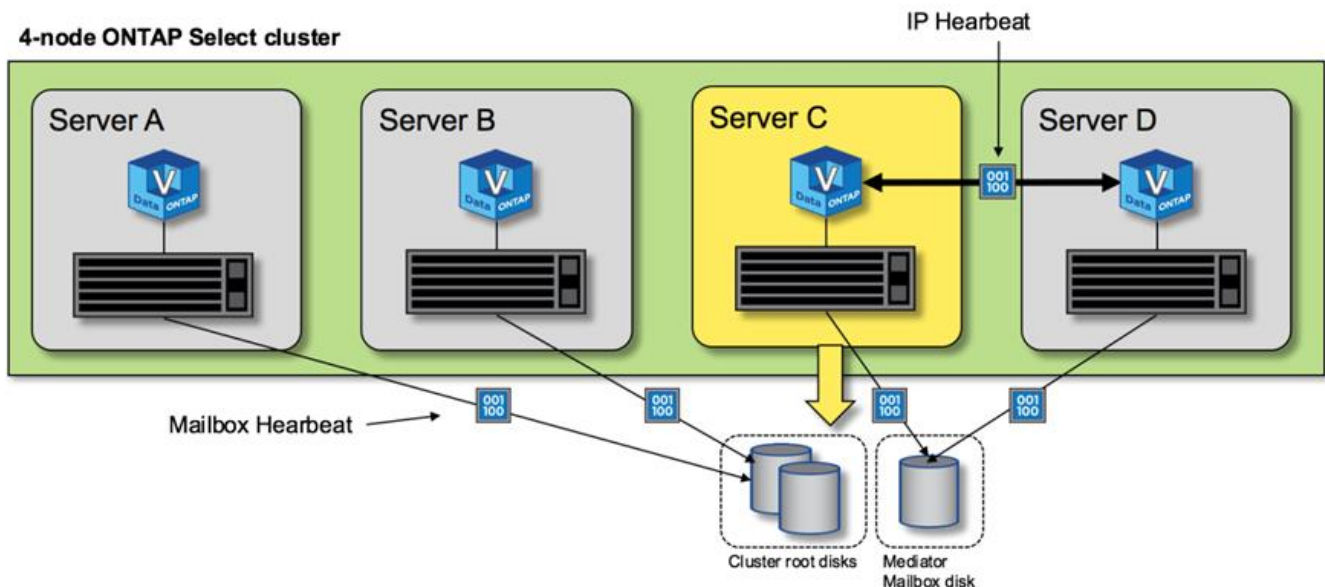 IP Hearbeat
4-node ONTAP Select cluster
Server A
Server B
Server C
Server D
V
Data ONTAP
V
Data ONTAP
V
Data ONTAP
V
Data ONTAP
001
100
Mailbox Hearbeat
001
100
001
100
001
100
001
100
Cluster root disks
Mediator
Mailbox disk